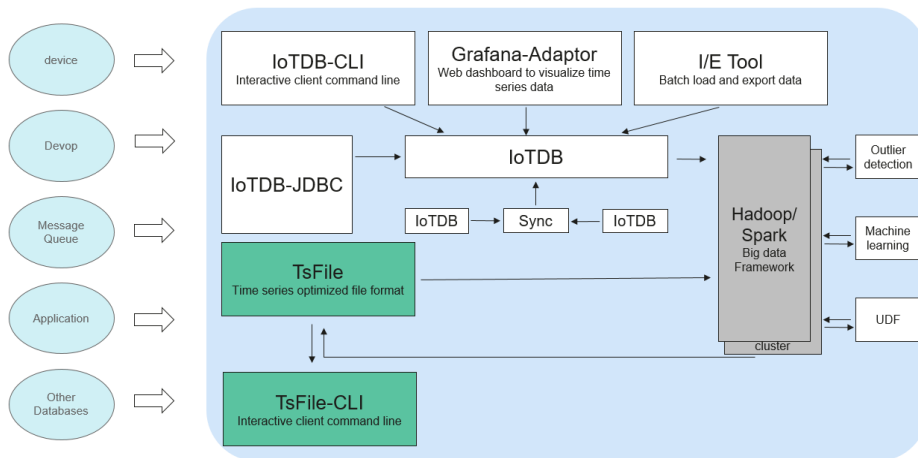 device
Devop
Message
Queue
Application
Other
Databases
IoTDB-CLI
Interactive client command line
Grafana-Adaptor
Web dashboard to visualize time
series data
I/E Tool
Batch load and export data
IoTDB-JDBC
IoTDB
IoTDB
Sync
IoTDB
TsFile
Time series optimized file format
TsFile-CLI
Interactive client command line
Hadoop/
Spark
Big data
Framework
cluster
Outlier
detection
Machine
learning
UDF